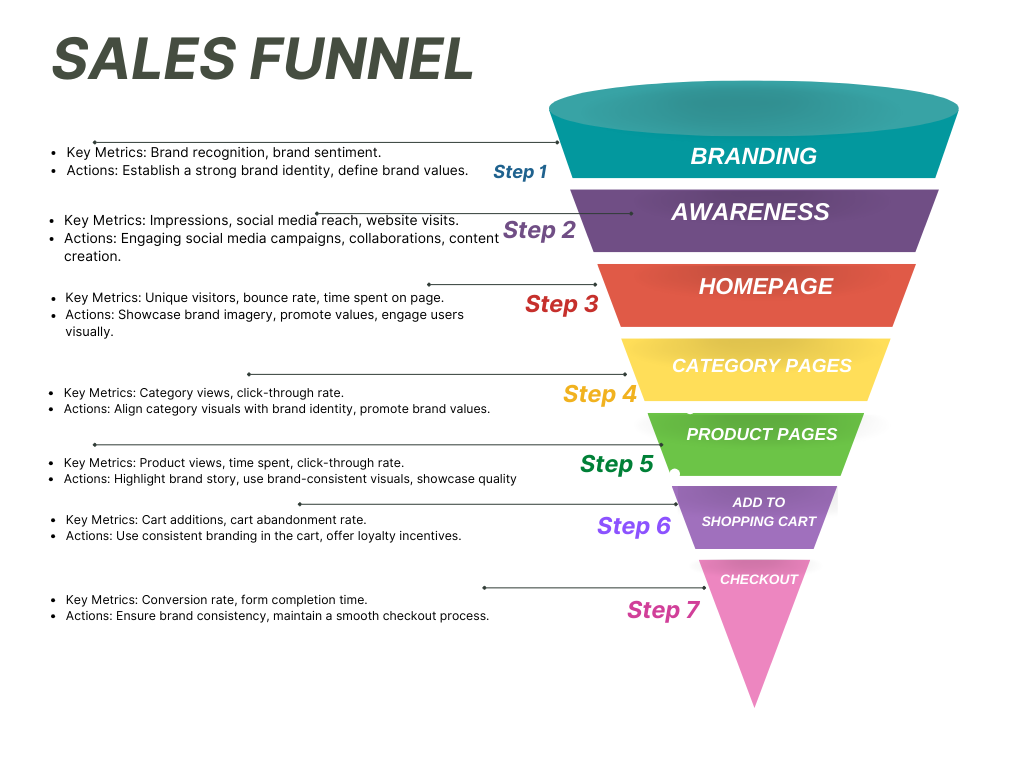 SALES FUNNEL
• Key Metrics: Brand recognition, brand sentiment.
• Actions: Establish a strong brand identity, define brand values.
Step 1
BRANDING
• Key Metrics: Impressions, social media reach, website visits.
• Actions: Engaging social media campaigns, collaborations, content
creation.
Step 2
AWARENESS
• Key Metrics: Unique visitors, bounce rate, time spent on page.
• Actions: Showcase brand imagery, promote values, engage users
visually.
Step 3
HOMEPAGE
• Key Metrics: Category views, click-through rate.
• Actions: Align category visuals with brand identity, promote brand values.
Step 4
CATEGORY PAGES
• Key Metrics: Product views, time spent, click-through rate.
• Actions: Highlight brand story, use brand-consistent visuals, showcase quality
Step 5
PRODUCT PAGES
• Key Metrics: Cart additions, cart abandonment rate.
• Actions: Use consistent branding in the cart, offer loyalty incentives.
Step 6
ADD TO
SHOPPING CART
• Key Metrics: Conversion rate, form completion time.
• Actions: Ensure brand consistency, maintain a smooth checkout process.
Step 7
CHECKOUT